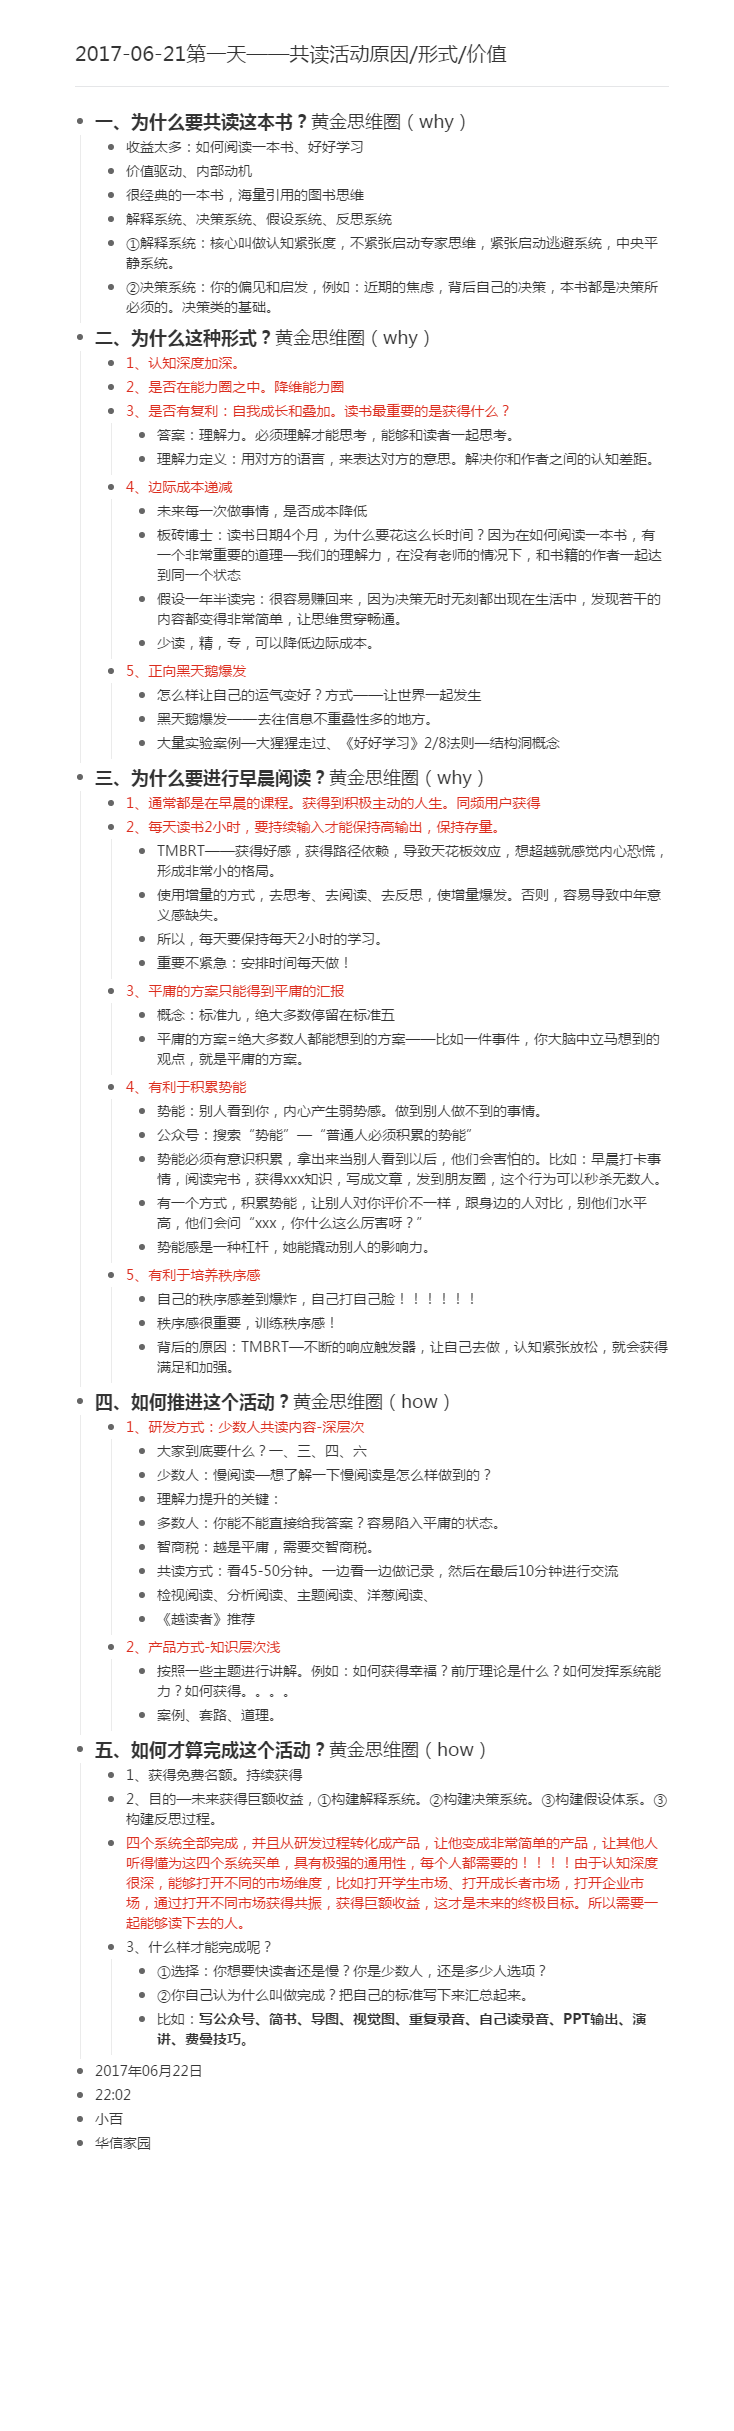 2017-06-21第一天——共读活动原因/形式/价值
一、为什么要共读这本书？黄金思维圈（why）
收益太多：如何阅读一本书、好好学习
价值驱动、内部动机
很经典的一本书，海量引用的图书思维
解释系统、决策系统、假设系统、反思系统
①解释系统：核心叫做认知紧张度，不紧张启动专家思维，紧张启动逃避系统，中央平
静系统。
②决策系统：你的偏见和启发，例如：近期的焦虑，背后自己的决策，本书都是决策所
必须的。决策类的基础。
二、为什么这种形式？黄金思维圈（why）
1、认知深度加深。
2、是否在能力圈之中。降维能力圈
3、是否有复利：自我成长和叠加。读书最重要的是获得什么？
答案：理解力。必须理解才能思考，能够和读者一起思考。
理解力定义：用对方的语言，来表达对方的意思。解决你和作者之间的认知差距。
4、边际成本递减
未来每一次做事情，是否成本降低
板砖博士：读书日期4个月，为什么要花这么长时间？因为在如何阅读一本书，有
一个非常重要的道理—我们的理解力，在没有老师的情况下，和书籍的作者一起达
到同一个状态
假设一年半读完：很容易赚回来，因为决策无时无刻都出现在生活中，发现若干的
内容都变得非常简单，让思维贯穿畅通。
少读，精，专，可以降低边际成本。
5、正向黑天鹅爆发
怎么样让自己的运气变好？方式——让世界一起发生
黑天鹅爆发——去往信息不重叠性多的地方。
大量实验案例—大猩猩走过、《好好学习》2/8法则—结构洞概念
三、为什么要进行早晨阅读？黄金思维圈（why）
1、通常都是在早晨的课程。获得到积极主动的人生。同频用户获得
2、每天读书2小时，要持续输入才能保持高输出，保持存量。
TMBRT——获得好感，获得路径依赖，导致天花板效应，想超越就感觉内心恐慌，
形成非常小的格局。
使用增量的方式，去思考、去阅读、去反思，使增量爆发。否则，容易导致中年意
义感缺失。
所以，每天要保持每天2小时的学习。
重要不紧急：安排时间每天做！
3、平庸的方案只能得到平庸的汇报
概念：标准九，绝大多数停留在标准五
平庸的方案=绝大多数人都能想到的方案——比如一件事件，你大脑中立马想到的
观点，就是平庸的方案。
4、有利于积累势能
势能：别人看到你，内心产生弱势感。做到别人做不到的事情。
公众号：搜索“势能”—“普通人必须积累的势能”
势能必须有意识积累，拿出来当别人看到以后，他们会害怕的。比如：早晨打卡事
情，阅读完书，获得xxx知识，写成文章，发到朋友圈，这个行为可以秒杀无数人。
有一个方式，积累势能，让别人对你评价不一样，跟身边的人对比，别他们水平
高，他们会问“xxx，你什么这么厉害呀？”
势能感是一种杠杆，她能撬动别人的影响力。
5、有利于培养秩序感
自己的秩序感差到爆炸，自己打自己脸！！！！！！
秩序感很重要，训练秩序感！
背后的原因：TMBRT—不断的响应触发器，让自己去做，认知紧张放松，就会获得
满足和加强。
四、如何推进这个活动？黄金思维圈（how）
1、研发方式：少数人共读内容-深层次
大家到底要什么？一、三、四、六
少数人：慢阅读—想了解一下慢阅读是怎么样做到的？
理解力提升的关键：
多数人：你能不能直接给我答案？容易陷入平庸的状态。
智商税：越是平庸，需要交智商税。
共读方式：看45-50分钟。一边看一边做记录，然后在最后10分钟进行交流
检视阅读、分析阅读、主题阅读、洋葱阅读、
《越读者》推荐
2、产品方式-知识层次浅
按照一些主题进行讲解。例如：如何获得幸福？前厅理论是什么？如何发挥系统能
力？如何获得。。。。
案例、套路、道理。
五、如何才算完成这个活动？黄金思维圈（how）
1、获得免费名额。持续获得
2、目的—未来获得巨额收益，①构建解释系统。②构建决策系统。③构建假设体系。③
构建反思过程。
四个系统全部完成，并且从研发过程转化成产品，让他变成非常简单的产品，让其他人
听得懂为这四个系统买单，具有极强的通用性，每个人都需要的！！！！由于认知深度
很深，能够打开不同的市场维度，比如打开学生市场、打开成长者市场，打开企业市
场，通过打开不同市场获得共振，获得巨额收益，这才是未来的终极目标。所以需要一
起能够读下去的人。
3、什么样才能完成呢？
①选择：你想要快读者还是慢？你是少数人，还是多少人选项？
②你自己认为什么叫做完成？把自己的标准写下来汇总起来。
比如：写公众号、简书、导图、视觉图、重复录音、自己读录音、PPT输出、演
讲、费曼技巧。
2017年06月22日
22:02
小百
华信家园